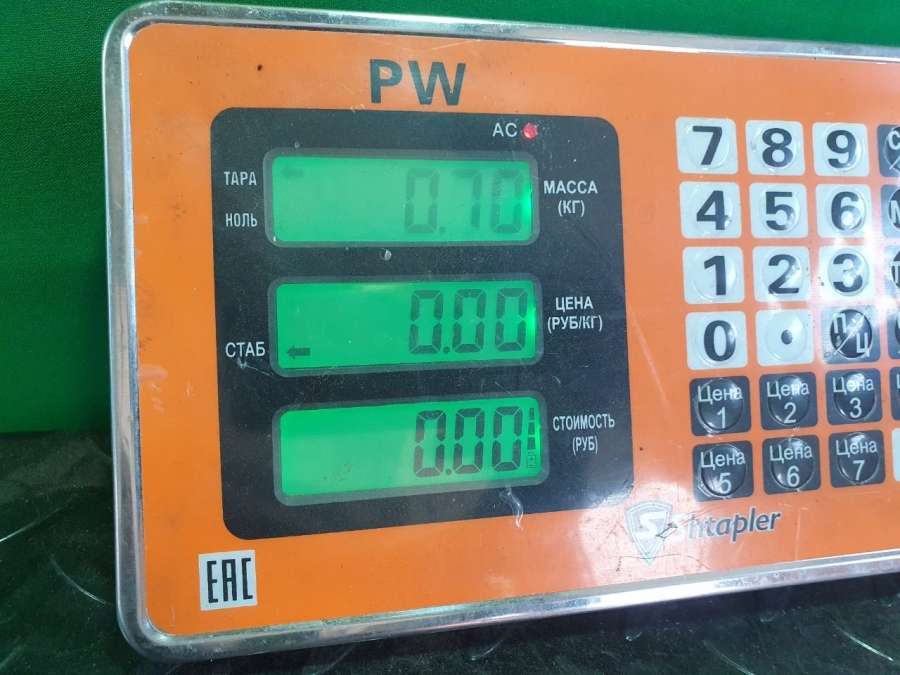 PW
AC
ТАРА
НОЛЬ
0.70
МАССА
(КГ)
СТАБ
0.00
ЦЕНА
(РУБ/КГ)
0.00
СТОИМОСТЬ
(РУБ)
7 8 9
4 5 6
1 2 3
0 . П/Ц
Цена 1 Цена 2 Цена 3
Цена 5 Цена 6 Цена 7
Shtapler
EAC